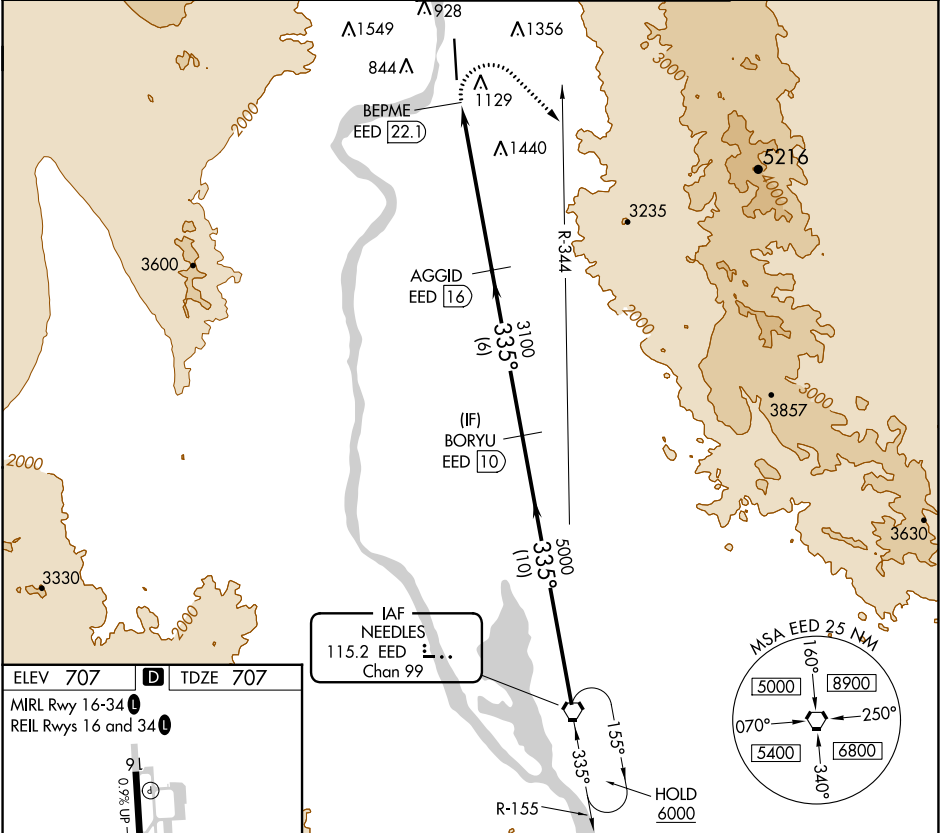 928
1549
1356
844
1129
3000
2000
BEPME
EED 22.1
1440
5216
4000
3235
R-344
3600
AGGID
EED 16
3100
335°
(6)
2000
3000
3857
(IF)
BORYU
EED 10
2000
3630
5000
335°
(10)
3330
2000
IAF
NEEDLES
115.2 EED
Chan 99
MSA EED 25 NM
160°
5000
8900
070°
250°
5400
6800
340°
155°
335°
HOLD
6000
R-155
ELEV 707
D
TDZE 707
MIRL Rwy 16-34 L
REIL Rwys 16 and 34 L
16
P
0.9% UP